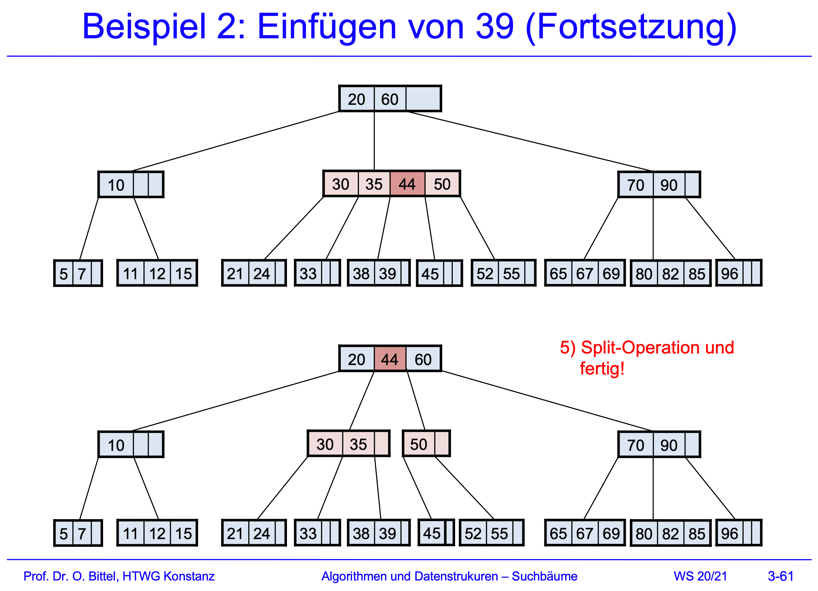 Beispiel 2: Einfügen von 39 (Fortsetzung)
20 60
10 30 35 44 50 70 90
5 7 11 12 15 21 24 33 38 39 45 52 55 65 67 69 80 82 85 96
20 44 60
5) Split-Operation und
fertig!
10 30 35 50 70 90
5 7 11 12 15 21 24 33 38 39 45 52 55 65 67 69 80 82 85 96
Prof. Dr. O. Bittel, HTWG Konstanz Algorithmen und Datenstrukuren – Suchbäume WS 20/21 3-61